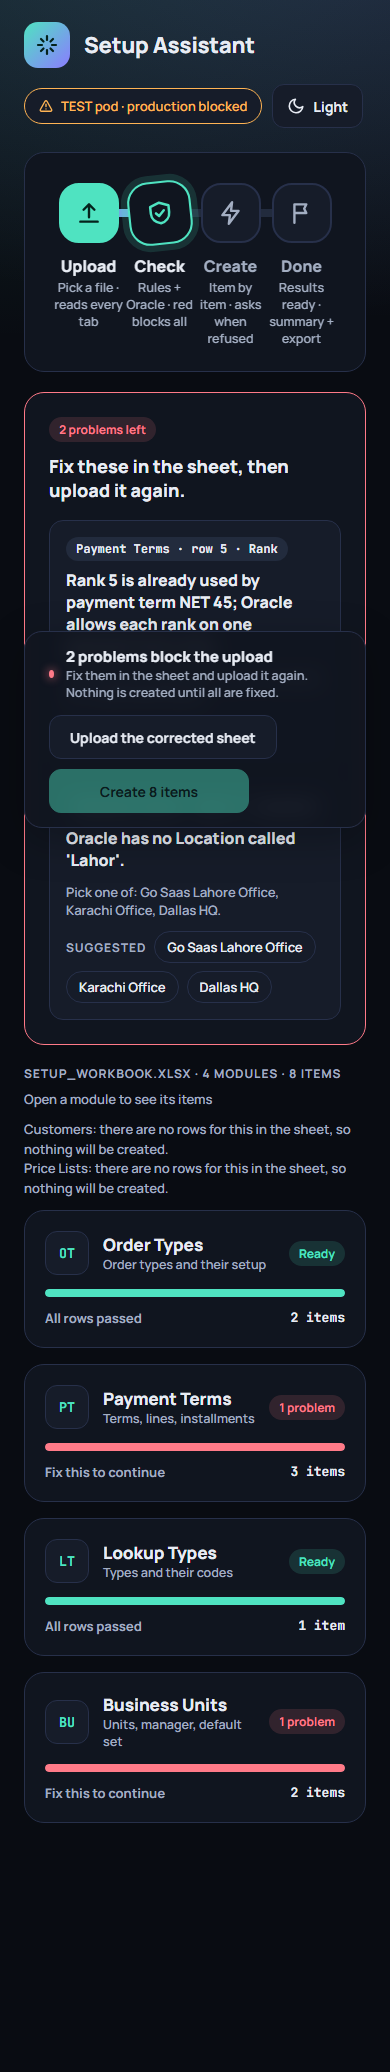 Setup Assistant
TEST pod · production blocked
Light
Upload
Pick a file ·
reads every
tab
Check
Rules +
Oracle · red
blocks all
Create
Item by
item · asks
when
refused
Done
Results
ready ·
summary +
export
2 problems left
Fix these in the sheet, then
upload it again.
Payment Terms · row 5 · Rank
Rank 5 is already used by
payment term NET 45; Oracle
allows each rank on one
2 problems block the upload
Fix them in the sheet and upload it again.
Nothing is created until all are fixed.
Upload the corrected sheet
Create 8 items
Oracle has no Location called
'Lahor'.
Pick one of: Go Saas Lahore Office,
Karachi Office, Dallas HQ.
SUGGESTED Go Saas Lahore Office
Karachi Office Dallas HQ
SETUP_WORKBOOK.XLSX · 4 MODULES · 8 ITEMS
Open a module to see its items
Customers: there are no rows for this in the sheet, so
nothing will be created.
Price Lists: there are no rows for this in the sheet, so
nothing will be created.
OT
Order Types
Order types and their setup
Ready
All rows passed
2 items
PT
Payment Terms
Terms, lines, installments
1 problem
Fix this to continue
3 items
LT
Lookup Types
Types and their codes
Ready
All rows passed
1 item
BU
Business Units
Units, manager, default
set
1 problem
Fix this to continue
2 items